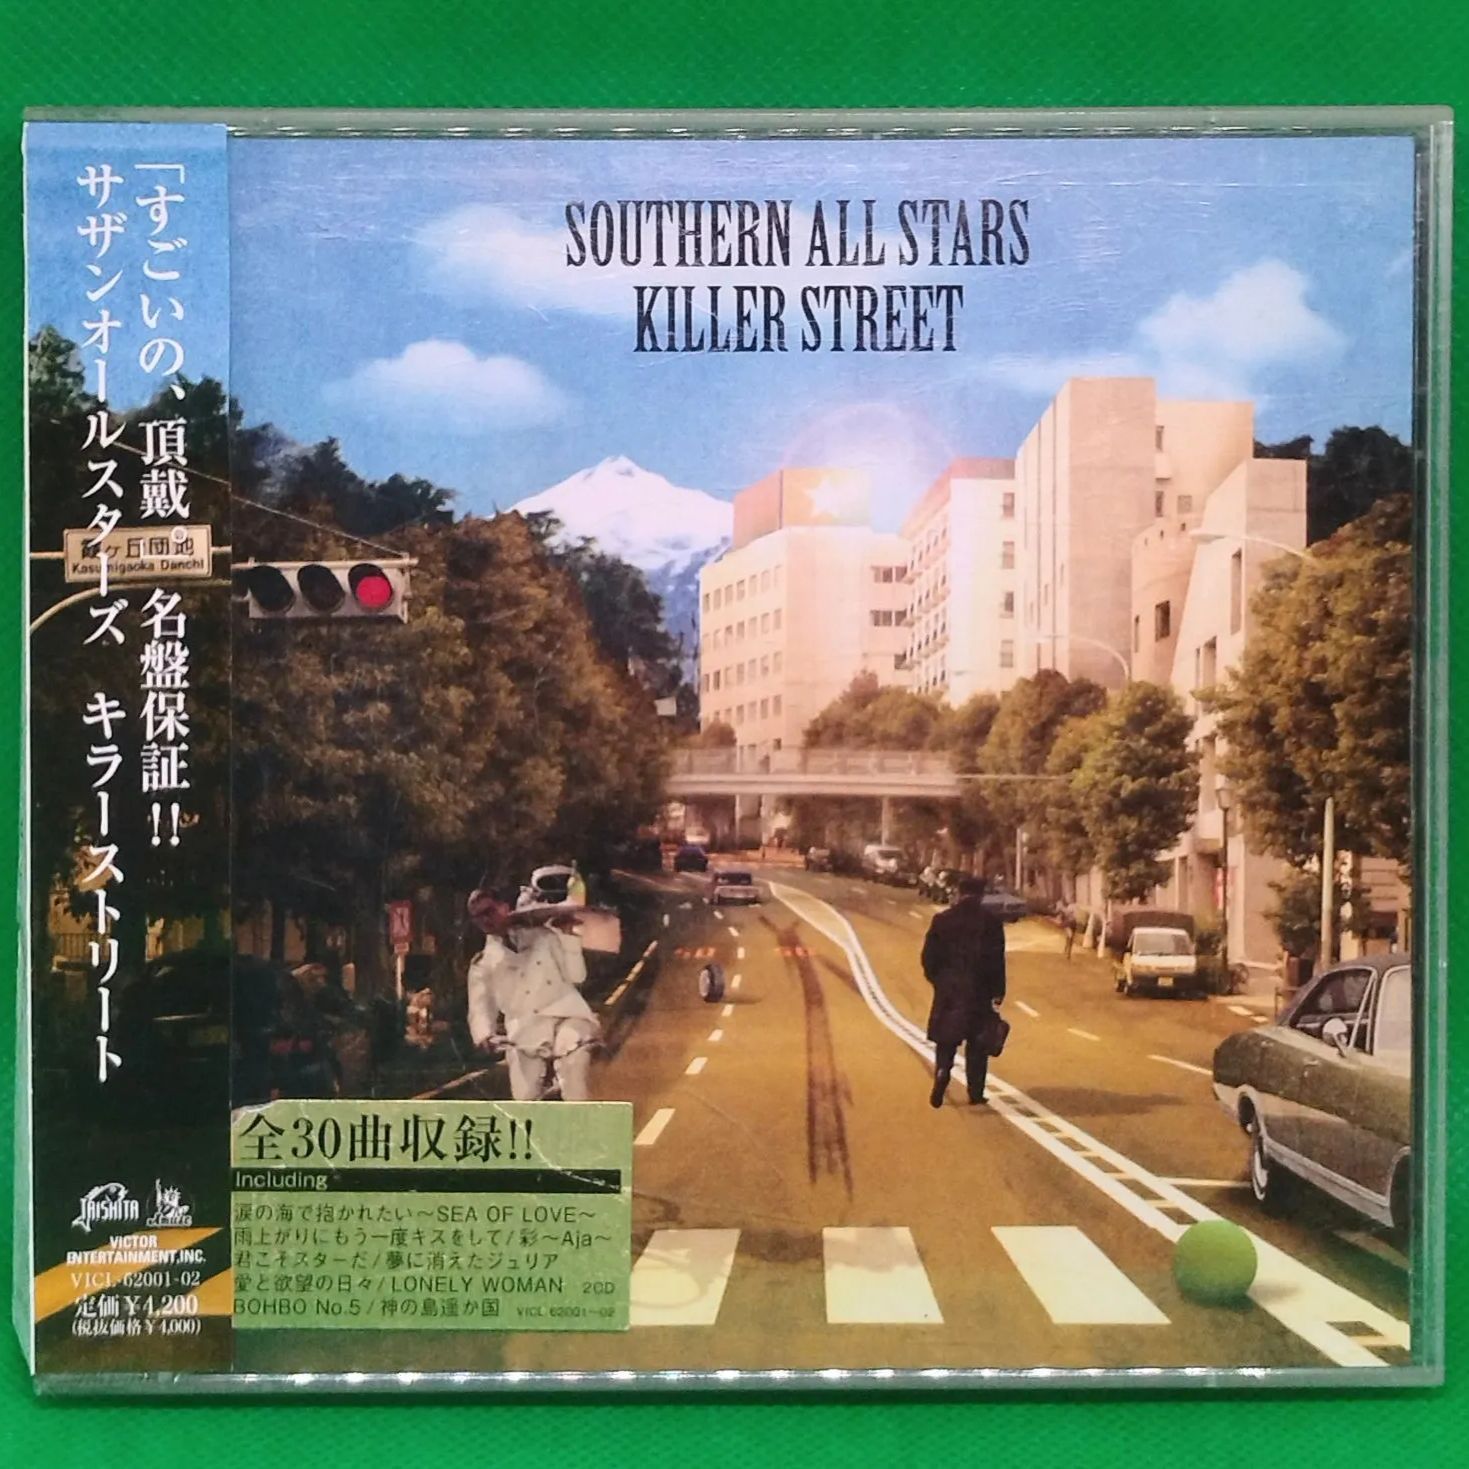 SOUTHERN ALL STARS
KILLER STREET
「すごいの、頂戴。名盤保証!!
サザンオールスターズ キラーストリート
霞ヶ丘団地
Kasumigaoka Danchi
TAISHITA
VICTOR
ENTERTAINMENT,INC.
VICL-62001-02
定価¥4,200
(税抜価格¥4,000)
全30曲収録!!
Including
涙の海で抱かれたい〜SEA OF LOVE〜
雨上がりにもう一度キスをして/彩〜Aja〜
君こそスターだ/夢に消えたジュリア
愛と欲望の日々/LONELY WOMAN 2CD
BOHBO No.5/神の島遥か国 VICL 62001〜02